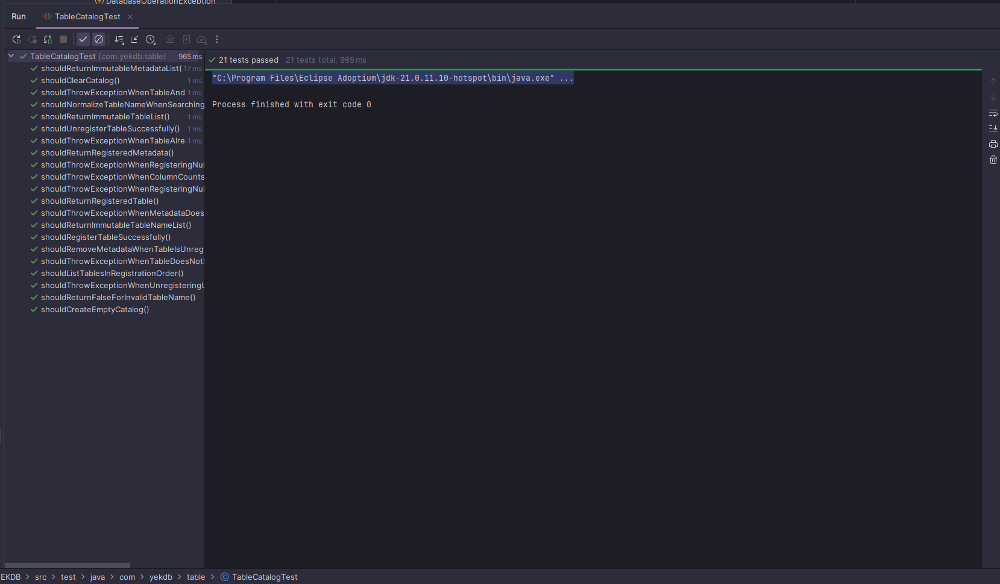 DatabaseOperationException
Run TableCatalogTest
TableCatalogTest (com.yekdb.table) 965 ms
shouldReturnImmutableMetadataList( 17 ms
shouldClearCatalog() 1 ms
shouldThrowExceptionWhenTableAnd 1 ms
shouldNormalizeTableNameWhenSearching
shouldReturnImmutableTableList() 1 ms
shouldUnregisterTableSuccessfully() 1 ms
shouldThrowExceptionWhenTableAlre 1 ms
shouldReturnRegisteredMetadata()
shouldThrowExceptionWhenRegisteringNul
shouldThrowExceptionWhenColumnCounts
shouldThrowExceptionWhenRegisteringNul
shouldReturnRegisteredTable()
shouldThrowExceptionWhenMetadataDoes
shouldReturnImmutableTableNameList()
shouldRegisterTableSuccessfully()
shouldRemoveMetadataWhenTableIsUnreg
shouldThrowExceptionWhenTableDoesNot
shouldListTablesInRegistrationOrder()
shouldThrowExceptionWhenUnregisteringU
shouldReturnFalseForInvalidTableName()
shouldCreateEmptyCatalog()
21 tests passed 21 tests total, 965 ms
"C:\Program Files\Eclipse Adoptium\jdk-21.0.11.10-hotspot\bin\java.exe" ...
Process finished with exit code 0
EKDB > src > test > java > com > yekdb > table > TableCatalogTest